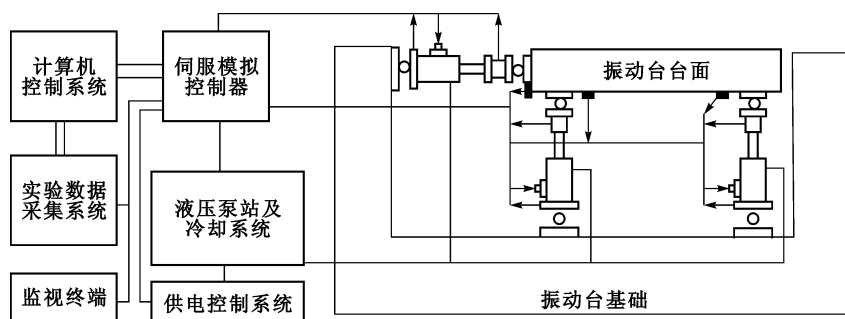 计算机
控制系统
伺服模拟
控制器
振动台台面
实验数据
采集系统
液压泵站及
冷却系统
监视终端
供电控制系统
振动台基础